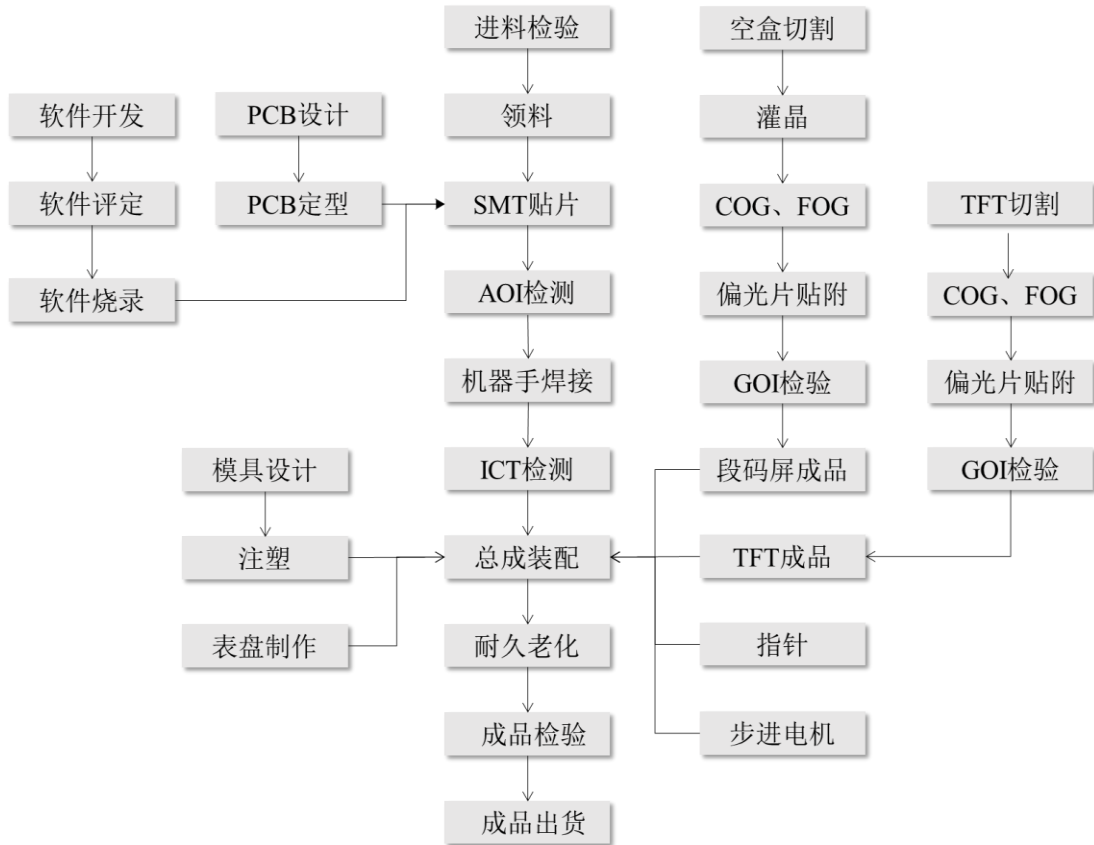 进料检验
空盒切割
软件开发
PCB设计
领料
灌晶
软件评定
PCB定型
SMT贴片
COG、FOG
TFT切割
软件烧录
AOI检测
偏光片贴附
COG、FOG
机器手焊接
GOI检验
偏光片贴附
模具设计
ICT检测
段码屏成品
GOI检验
注塑
总成装配
TFT成品
表盘制作
耐久老化
指针
成品检验
步进电机
成品出货